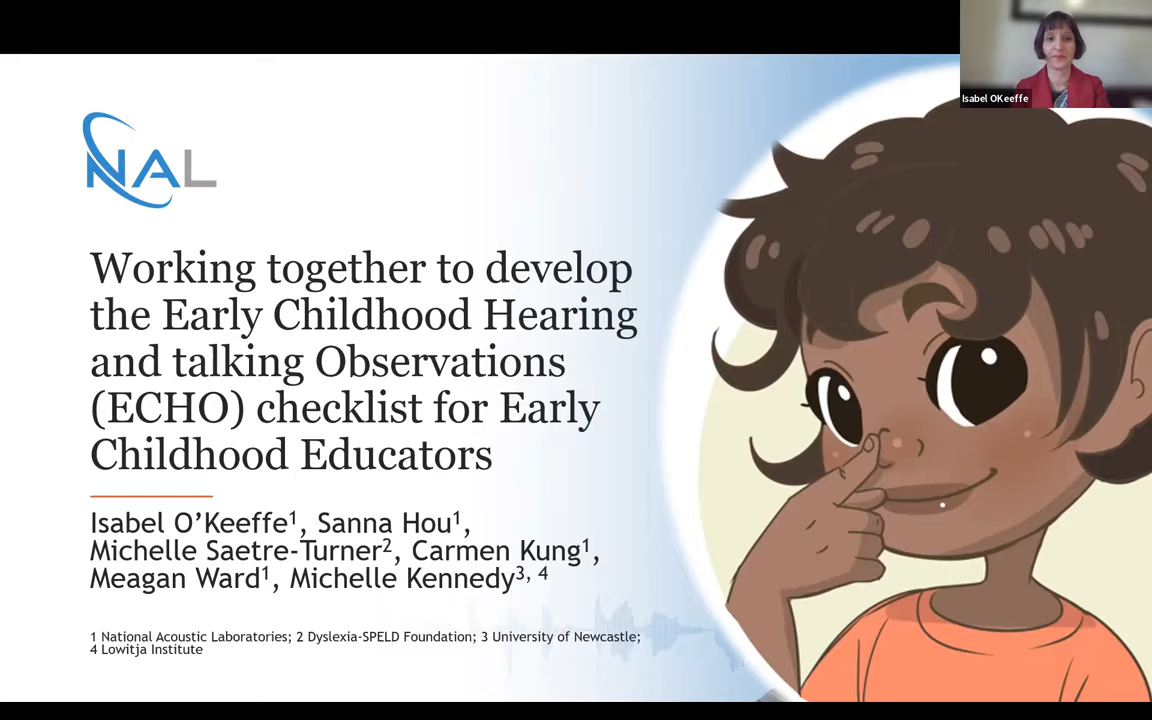 Isabel OKeeffe
NAL
Working together to develop
the Early Childhood Hearing
and talking Observations
(ECHO) checklist for Early
Childhood Educators
Isabel O’Keeffe¹, Sanna Hou¹,
Michelle Saetre-Turner², Carmen Kung¹,
Meagan Ward¹, Michelle Kennedy³, ⁴
1 National Acoustic Laboratories; 2 Dyslexia-SPELD Foundation; 3 University of Newcastle;
4 Lowitja Institute